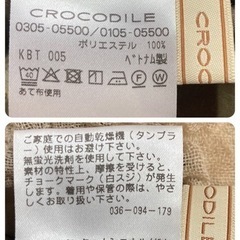 CROCODILE
0305-05500/0105-05500
ポリエステル 100%
KBT 005
ベトナム製
40
あて布使用
CROC
ご家庭での自動乾燥機（タンブラ
ー）使用はお避け下さい。
無蛍光洗剤を使用して下さい。
素材の特性上、摩擦を受けると、
チョークマーク（白スジ）が付きま
す。着用や保管の際は、やさし
くお取り扱い下さい。
036-094-179
ODILE